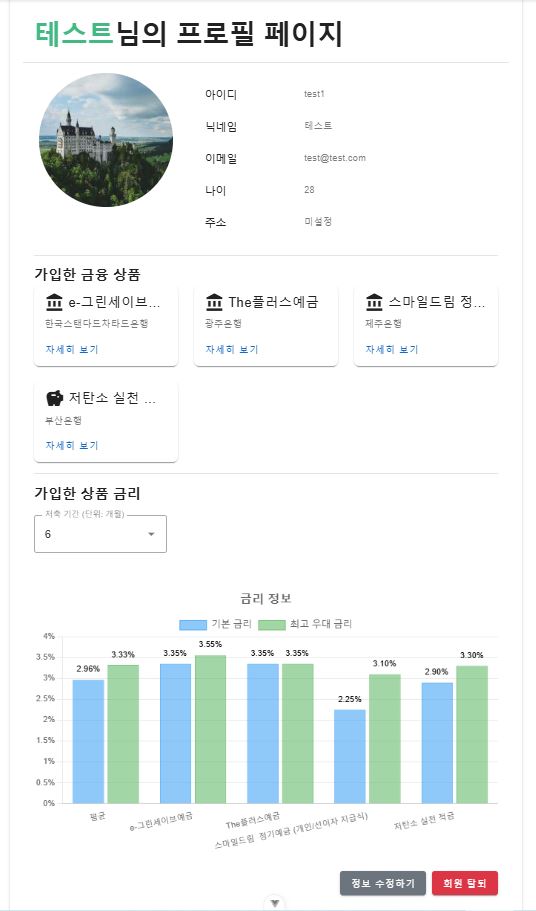 테스트님의 프로필 페이지
아이디 test1
닉네임 테스트
이메일 test@test.com
나이 28
주소 미설정
가입한 금융 상품
e-그린세이브... The플러스예금 스마일드림 정...
한국스탠다드차타드은행 광주은행 제주은행
자세히 보기 자세히 보기 자세히 보기
저탄소 실천 ...
부산은행
자세히 보기
가입한 상품 금리
저축 기간 (단위: 개월)
6
금리 정보
기본 금리 최고 우대 금리
4%
3.5%
3%
2.5%
2%
1.5%
1%
0.5%
0%
2.96% 3.33% 3.35% 3.55% 3.35% 3.35% 2.25% 3.10% 2.90% 3.30%
평균
e-그린세이브예금
The플러스예금
스마일드림 정기예금 (개인/선이자 지급식)
저탄소 실천 적금
정보 수정하기 회원 탈퇴